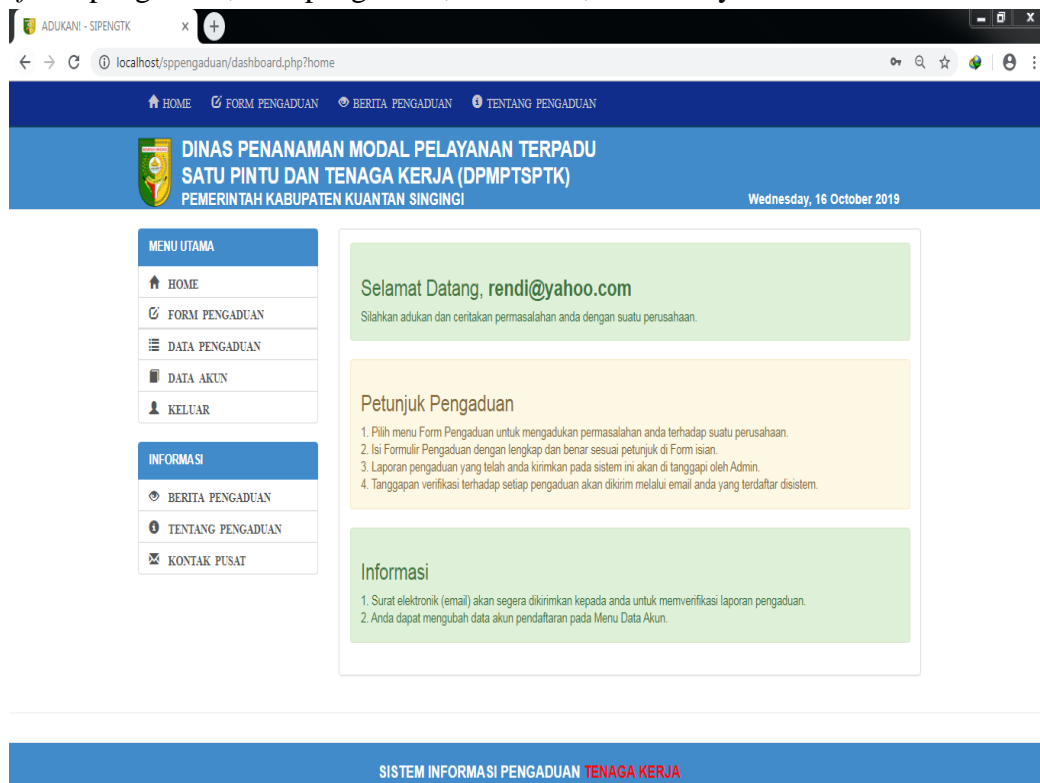 ADUKAN! - SIPENGTK
localhost/sppengaduan/dashboard.php?home
HOME FORM PENGADUAN BERITA PENGADUAN TENTANG PENGADUAN
DINAS PENANAMAN MODAL PELAYANAN TERPADU
SATU PINTU DAN TENAGA KERJA (DPMPTSPTK)
PEMERINTAH KABUPATEN KUANTAN SINGINGI
Wednesday, 16 October 2019
MENU UTAMA
HOME
FORM PENGADUAN
DATA PENGADUAN
DATA AKUN
KELUAR
INFORMASI
BERITA PENGADUAN
TENTANG PENGADUAN
KONTAK PUSAT
Selamat Datang, rendi@yahoo.com
Silahkan adukan dan ceritakan permasalahan anda dengan suatu perusahaan.
Petunjuk Pengaduan
1. Pilih menu Form Pengaduan untuk mengadukan permasalahan anda terhadap suatu perusahaan.
2. Isi Formulir Pengaduan dengan lengkap dan benar sesuai petunjuk di Form isian.
3. Laporan pengaduan yang telah anda kirimkan pada sistem ini akan di tanggapi oleh Admin.
4. Tanggapan verifikasi terhadap setiap pengaduan akan dikirim melalui email anda yang terdaftar disistem.
Informasi
1. Surat elektronik (email) akan segera dikirimkan kepada anda untuk memverifikasi laporan pengaduan.
2. Anda dapat mengubah data akun pendaftaran pada Menu Data Akun.
SISTEM INFORMASI PENGADUAN TENAGA KERJA